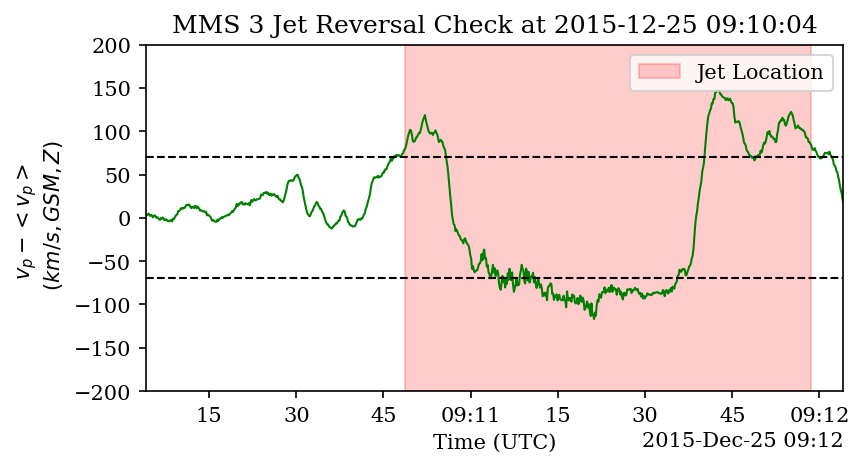 MMS 3 Jet Reversal Check at 2015-12-25 09:10:04
Jet Location
200
150
100
50
0
−50
−100
−150
−200
v_p − < v_p >
(km/s, GSM, Z)
15
30
45
09:11
15
30
45
09:12
Time (UTC)
2015-Dec-25 09:12